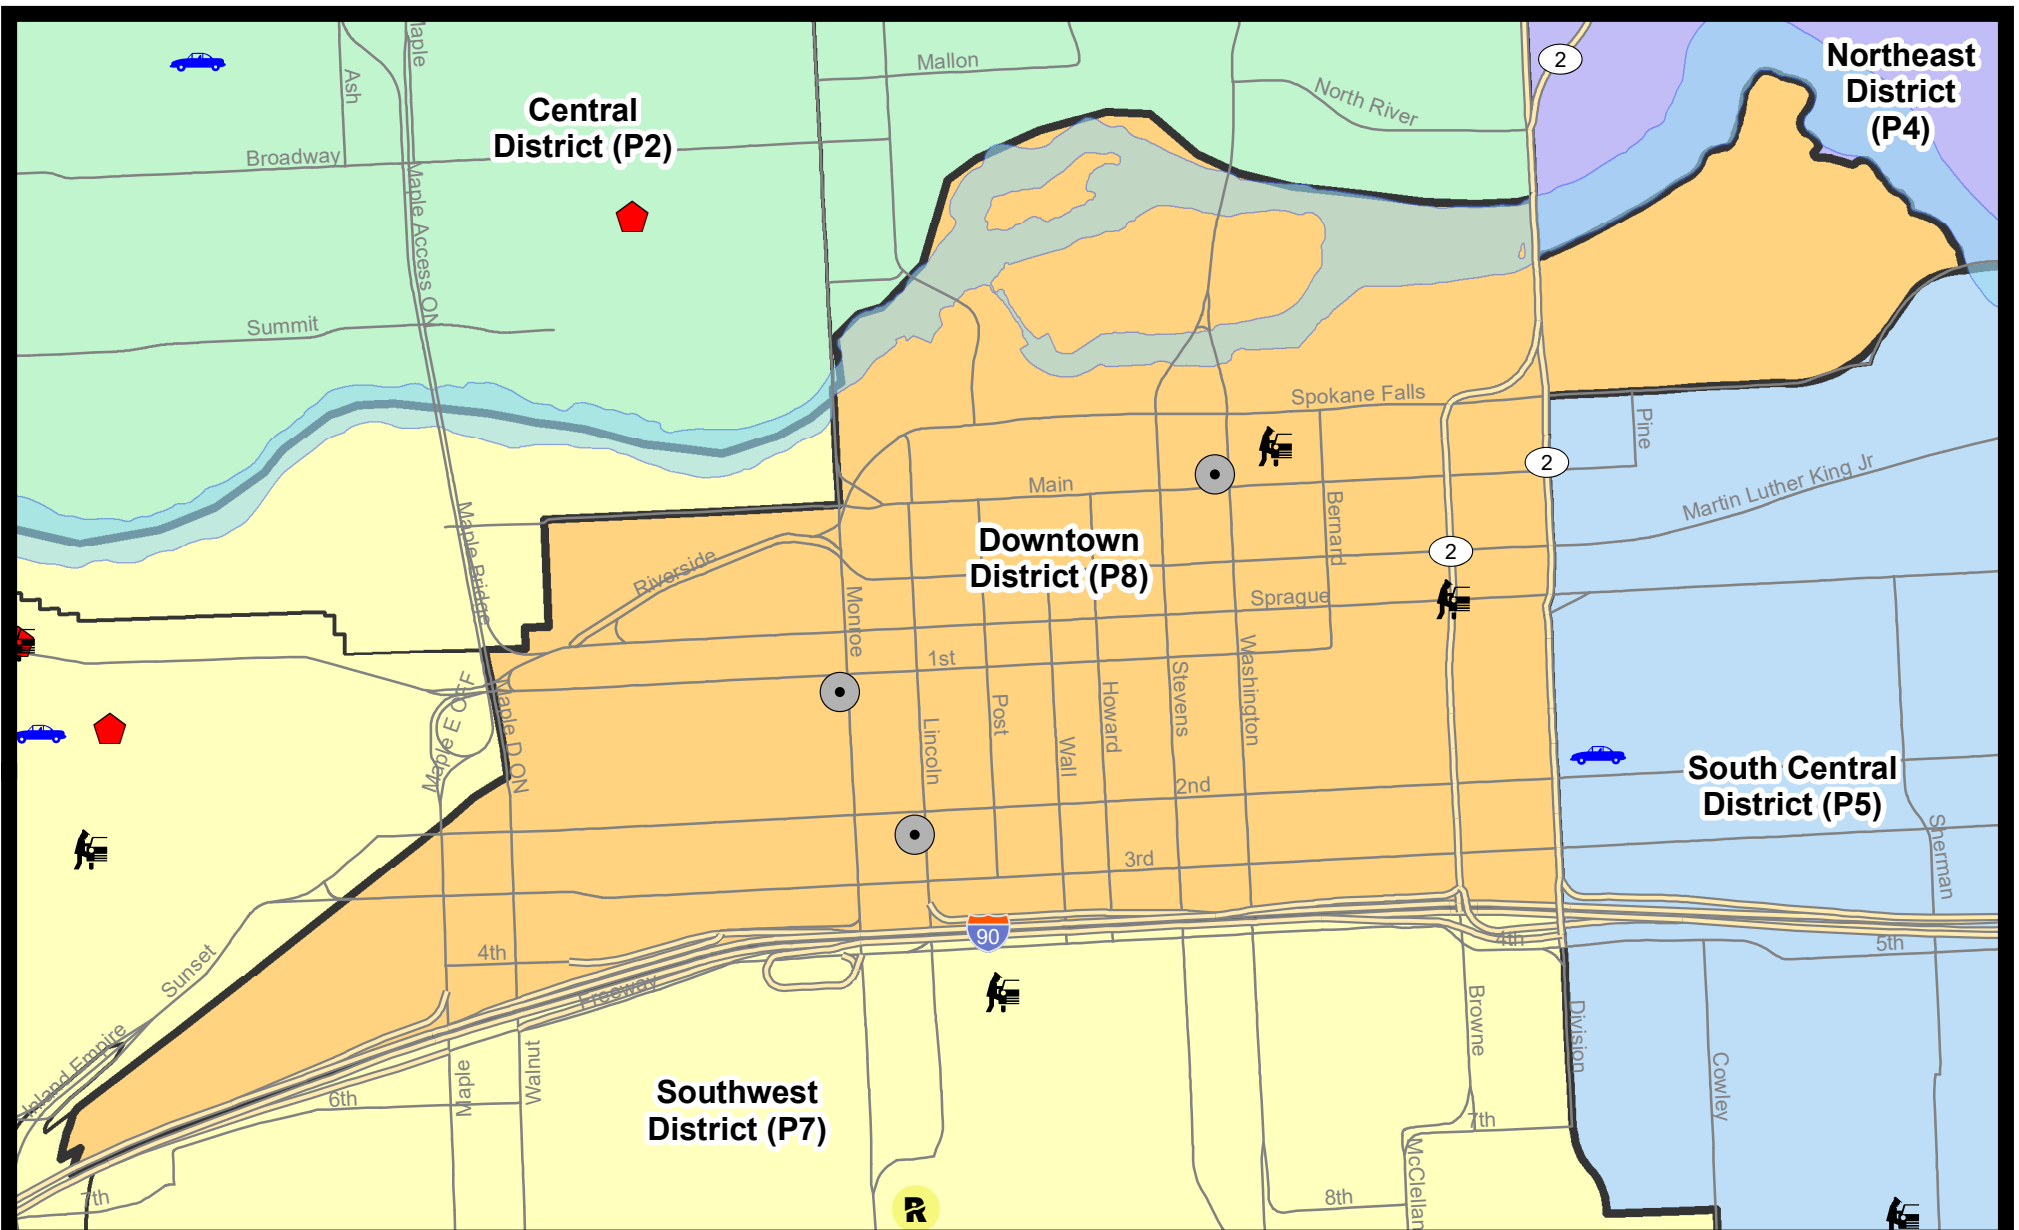 Maple
2
Northeast
District
(P4)
Mallon
Ash
North River
Central
District (P2)
Broadway
Maple Access ON
Summit
Spokane Falls
Pine
2
Main
Martin Luther King Jr
Bernard
Maple Bridge
Downtown
District (P8)
2
Riverside
Monroe
Sprague
1st
Washington
Stevens
Maple E OFF
Maple D ON
Post
Howard
Lincoln
Wall
2nd
South Central
District (P5)
3rd
Sherman
90
4th
4th
5th
Sunset
Freeway
Browne
Division
Inland Empire
Walnut
Maple
6th
Cowley
Southwest
District (P7)
7th
McClellan
7th
8th
R